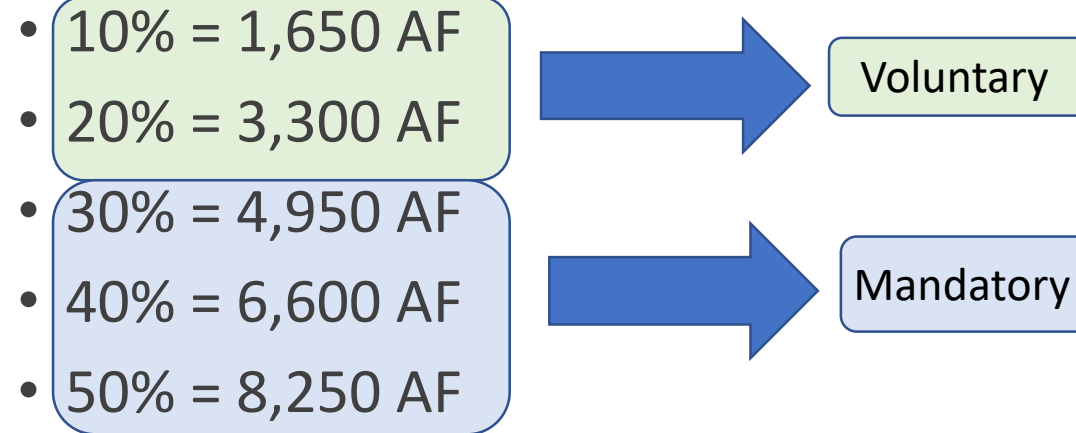 • 10% = 1,650 AF
• 20% = 3,300 AF
Voluntary
• 30% = 4,950 AF
• 40% = 6,600 AF
• 50% = 8,250 AF
Mandatory